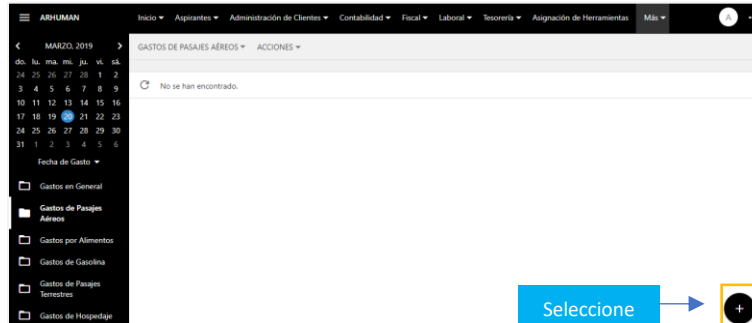 ARHUMAN Inicio Aspirantes Administración de Clientes Contabilidad Fiscal Laboral Tesorería Asignación de Herramientas Más A
MARZO, 2019 GASTOS DE PASAJES AÉREOS ACCIONES
do. lu. ma. mi. ju. vi. sá.
24 25 26 27 28 1 2
3 4 5 6 7 8 9
No se han encontrado.
10 11 12 13 14 15 16
17 18 19 20 21 22 23
24 25 26 27 28 29 30
31 1 2 3 4 5 6
Fecha de Gasto
Gastos en General
Gastos de Pasajes
Aéreos
Gastos por Alimentos
Gastos de Gasolina
Gastos de Pasajes
Terrestres
Gastos de Hospedaje
Seleccione